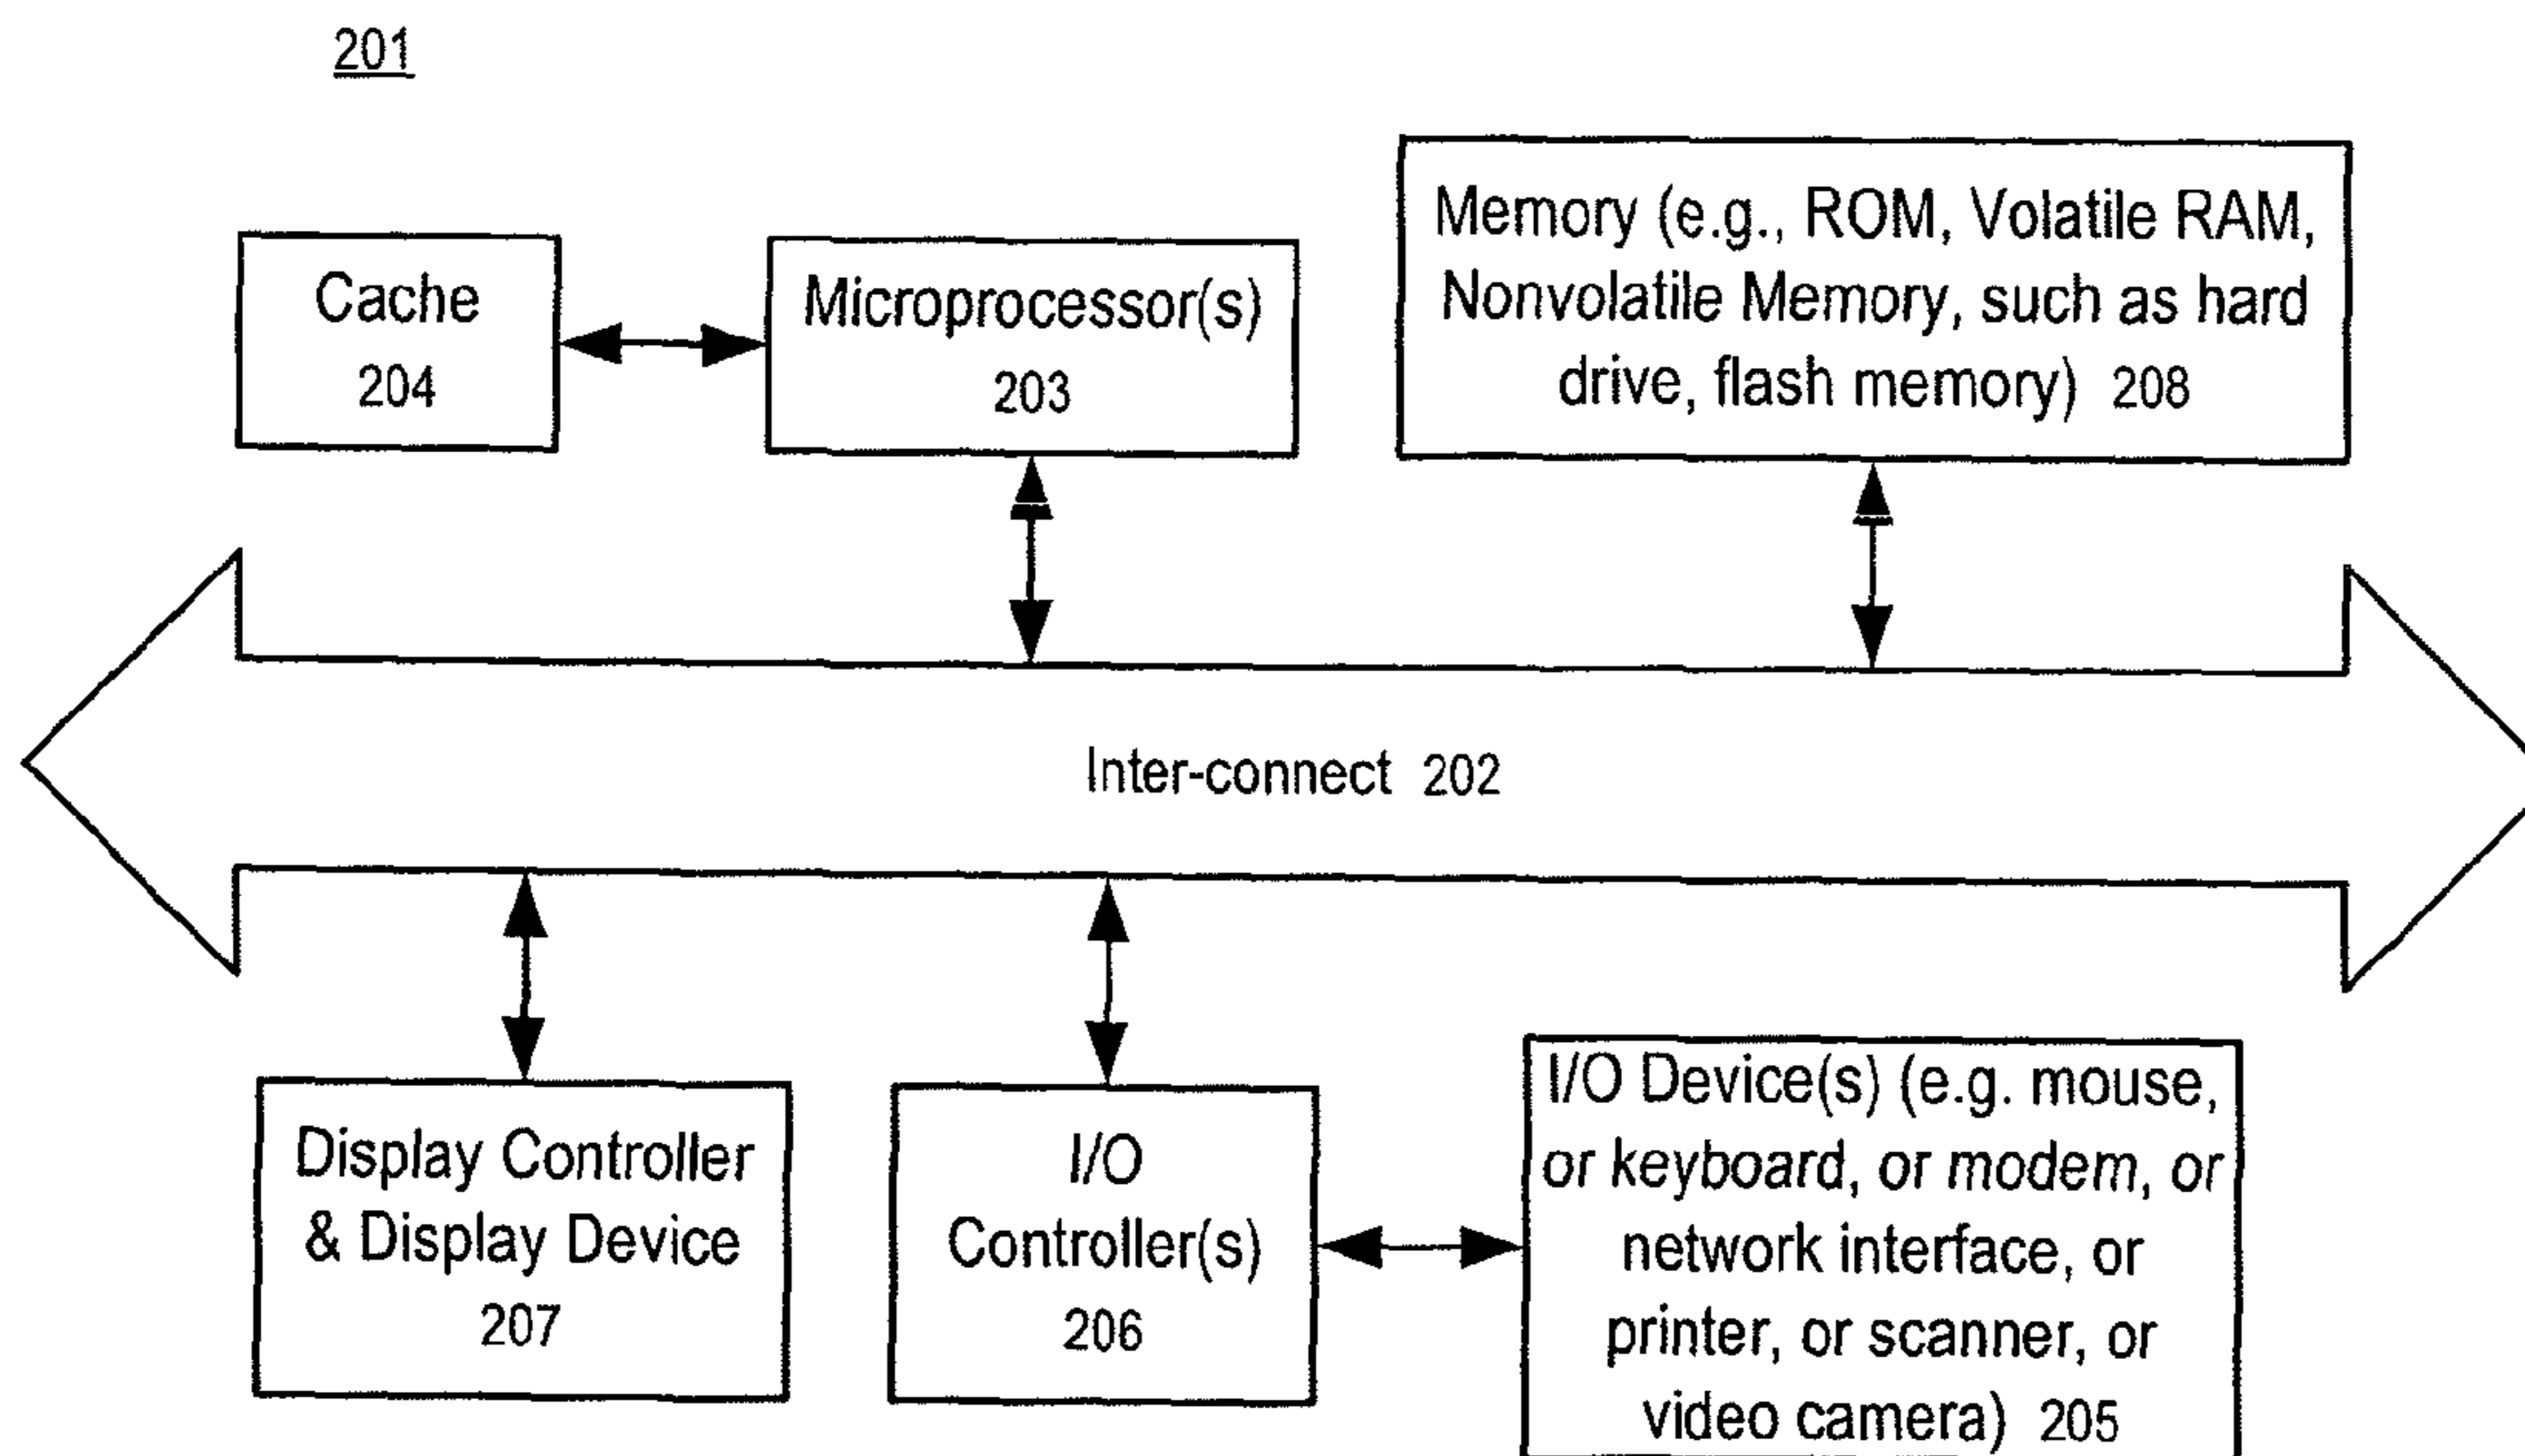 201
Cache
204
Microprocessor(s)
203
Memory (e.g., ROM, Volatile RAM,
Nonvolatile Memory, such as hard
drive, flash memory) 208
Inter-connect 202
Display Controller
& Display Device
207
I/O
Controller(s)
206
I/O Device(s) (e.g. mouse,
or keyboard, or modem, or
network interface, or
printer, or scanner, or
video camera) 205